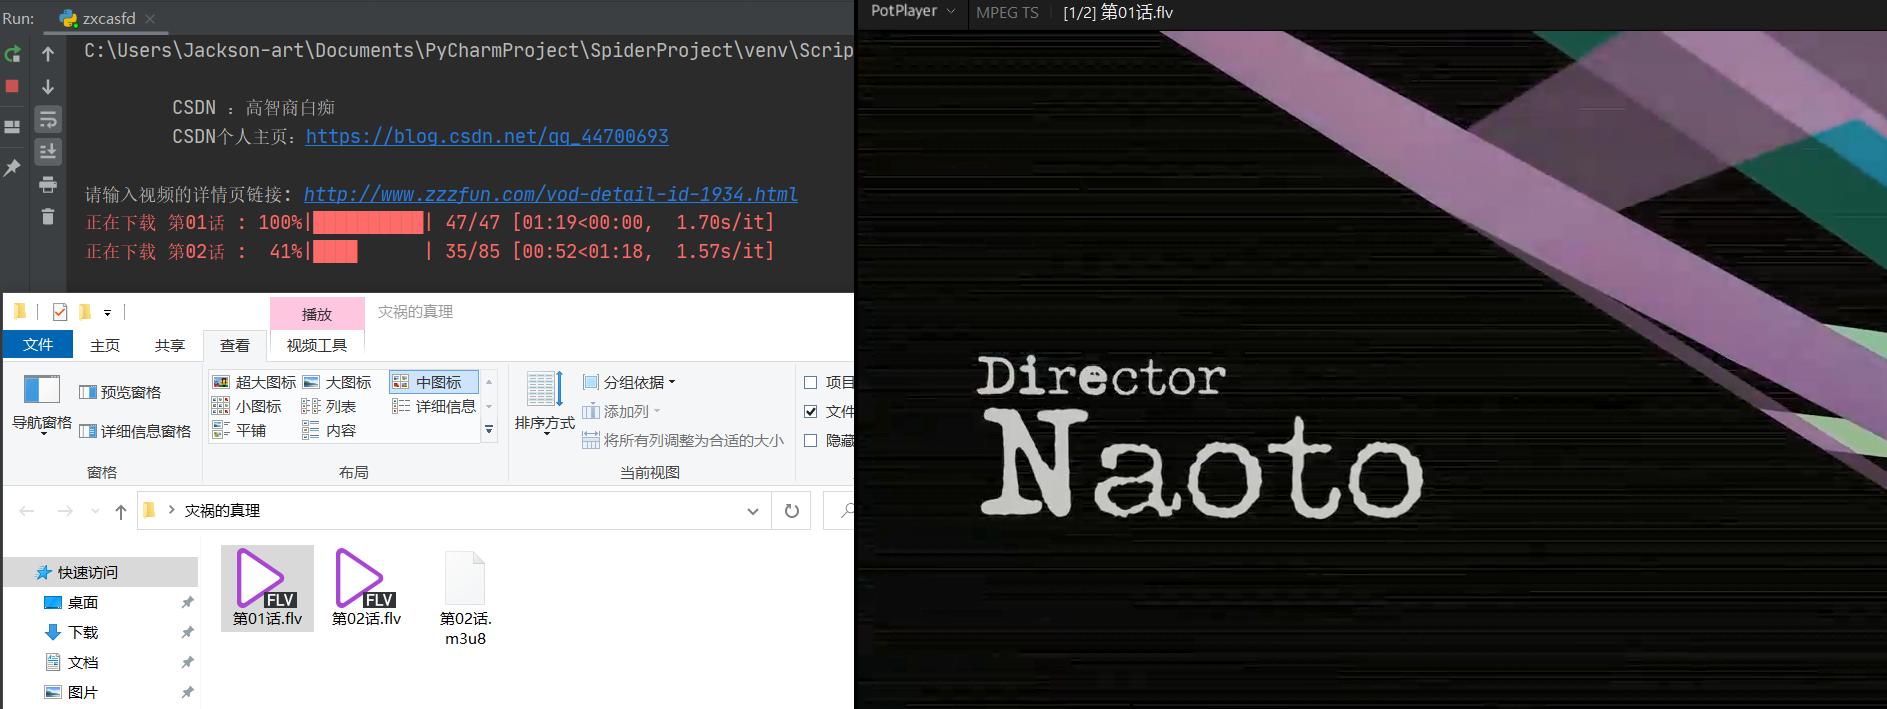 Run: zxcasfd
C:\Users\Jackson-art\Documents\PyCharmProject\SpiderProject\venv\Scrip
CSDN : 高智商白痴
CSDN个人主页: https://blog.csdn.net/qq_44700693
请输入视频的详情页链接: http://www.zzzfun.com/vod-detail-id-1934.html
正在下载 第01话 : 100%| | 47/47 [01:19<00:00, 1.70s/it]
正在下载 第02话 : 41%| | 35/85 [00:52<01:18, 1.57s/it]
播放 灾祸的真理
文件 主页 共享 查看 视频工具
导航窗格
预览窗格
详细信息窗格
窗格
超大图标 大图标 中图标
小图标 列表 详细信息
平铺 内容
布局
排序方式
分组依据
添加列
将所有列调整为合适的大小
当前视图
项目
文件
隐藏
灾祸的真理
快速访问
桌面
下载
文档
图片
FLV
第01话.flv
FLV
第02话.flv
第02话.
m3u8
PotPlayer MPEG TS [1/2] 第01话.flv
Director
Naoto